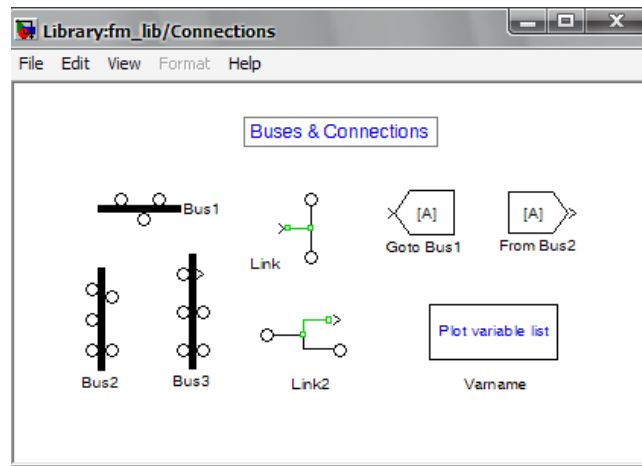 Library:fm_lib/Connections
File Edit View Format Help
Buses & Connections
Bus1
[A]
[A]
Link
Goto Bus1
From Bus2
Plot variable list
Bus2
Bus3
Link2
Varname